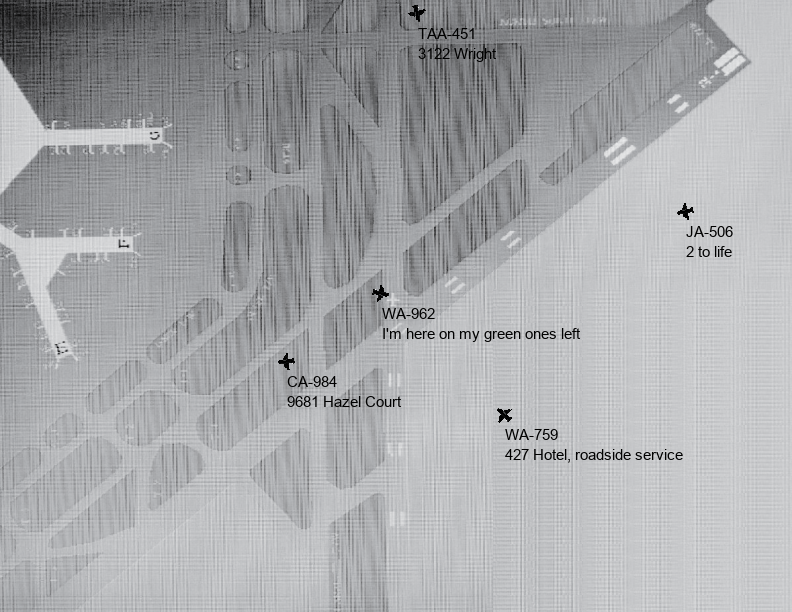 TAA-451
3122 Wright
JA-506
2 to life
WA-962
I'm here on my green ones left
CA-984
9681 Hazel Court
WA-759
427 Hotel, roadside service
G
F
E